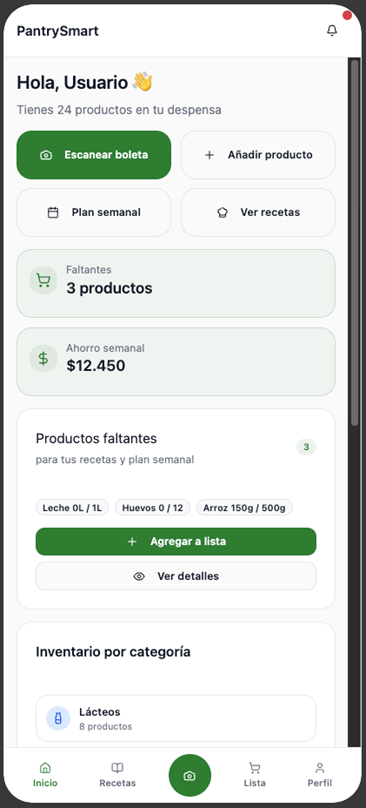 PantrySmart
Hola, Usuario 👋
Tienes 24 productos en tu despensa
Escanear boleta
Añadir producto
Plan semanal
Ver recetas
Faltantes
3 productos
Ahorro semanal
$12.450
Productos faltantes
3
para tus recetas y plan semanal
Leche 0L / 1L
Huevos 0 / 12
Arroz 150g / 500g
Agregar a lista
Ver detalles
Inventario por categoría
Lácteos
8 productos
Inicio
Recetas
Lista
Perfil